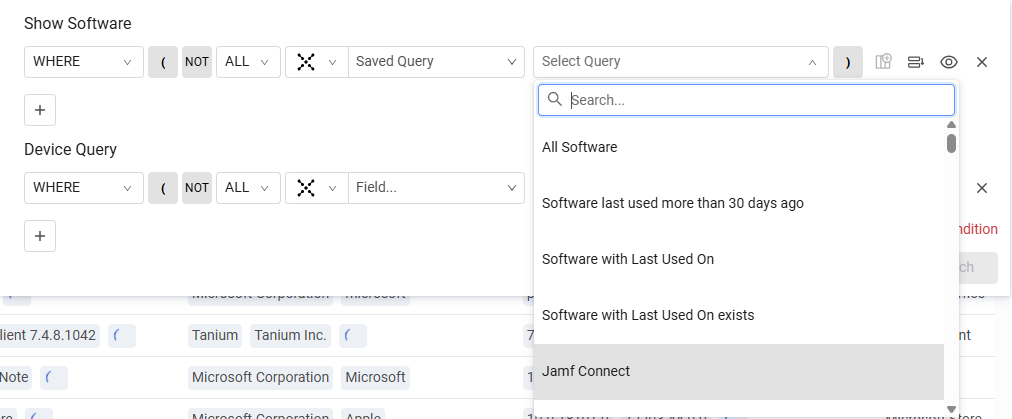 Show Software
WHERE ( NOT ALL Saved Query Select Query )
Search...
All Software
Device Query
WHERE ( NOT ALL Field...
Software last used more than 30 days ago
ndition
Software with Last Used On
ch
Microsoft Corporation microsoft
Software with Last Used On exists
lient 7.4.8.1042 Tanium Tanium Inc. 7 nt
Jamf Connect
Note Microsoft Corporation Microsoft 1
re Microsoft Corporation Apple